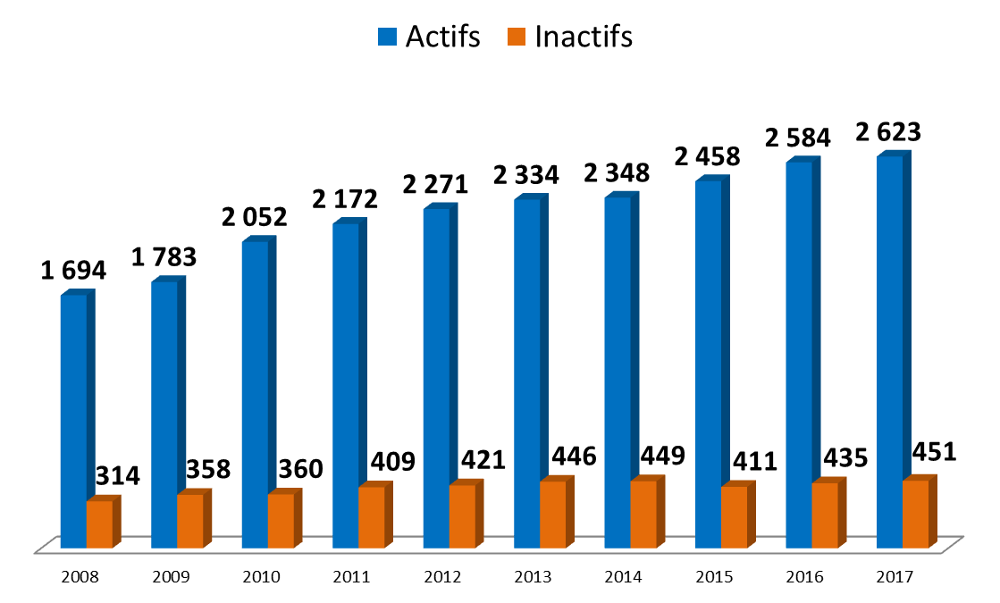 Actifs Inactifs
1 694 1 783 2 052 2 172 2 271 2 334 2 348 2 458 2 584 2 623
314 358 360 409 421 446 449 411 435 451
2008 2009 2010 2011 2012 2013 2014 2015 2016 2017